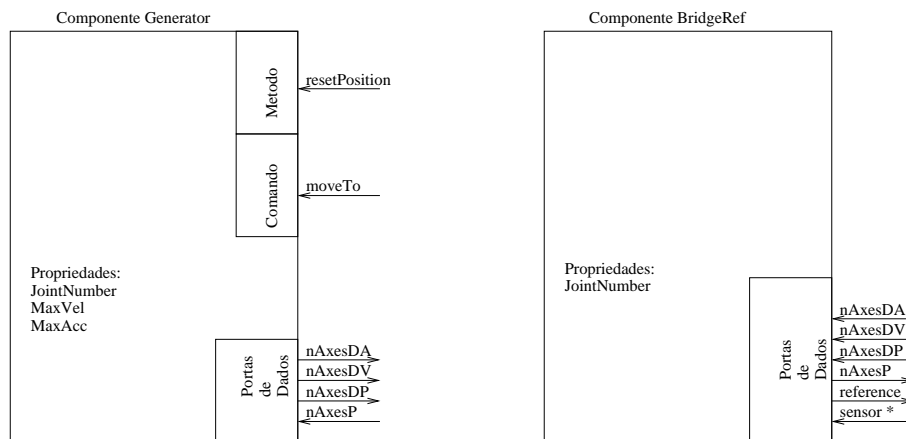 Componente Generator
Metodo
resetPosition
Comando
moveTo
Propriedades:
JointNumber
MaxVel
MaxAcc
Portas
de
Dados
nAxesDA
nAxesDV
nAxesDP
nAxesP
Componente BridgeRef
Propriedades:
JointNumber
Portas
de
Dados
nAxesDA
nAxesDV
nAxesDP
nAxesP
reference
sensor *